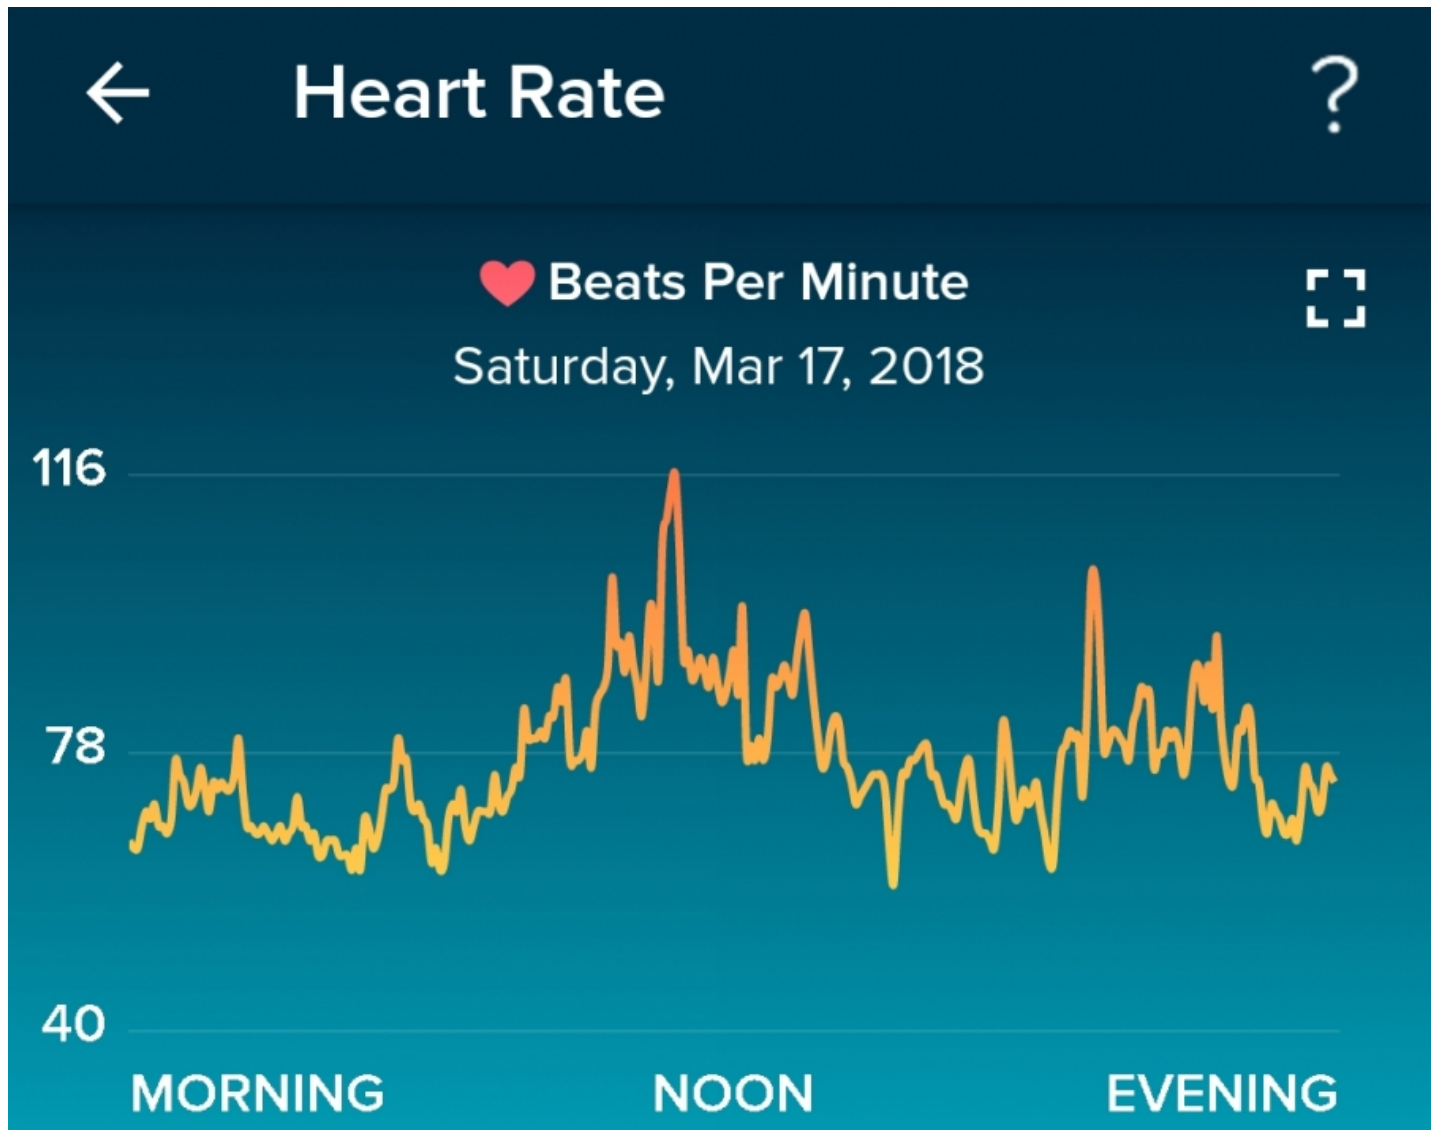 Heart Rate ?
Beats Per Minute
Saturday, Mar 17, 2018
116
78
40
MORNING NOON EVENING